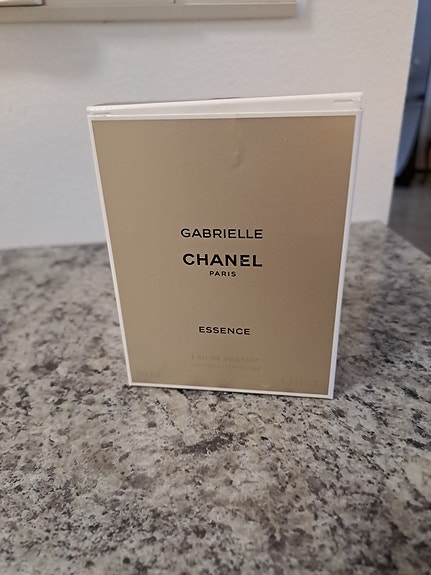 GABRIELLE
CHANEL
PARIS
ESSENCE
EAU DE PARFUM